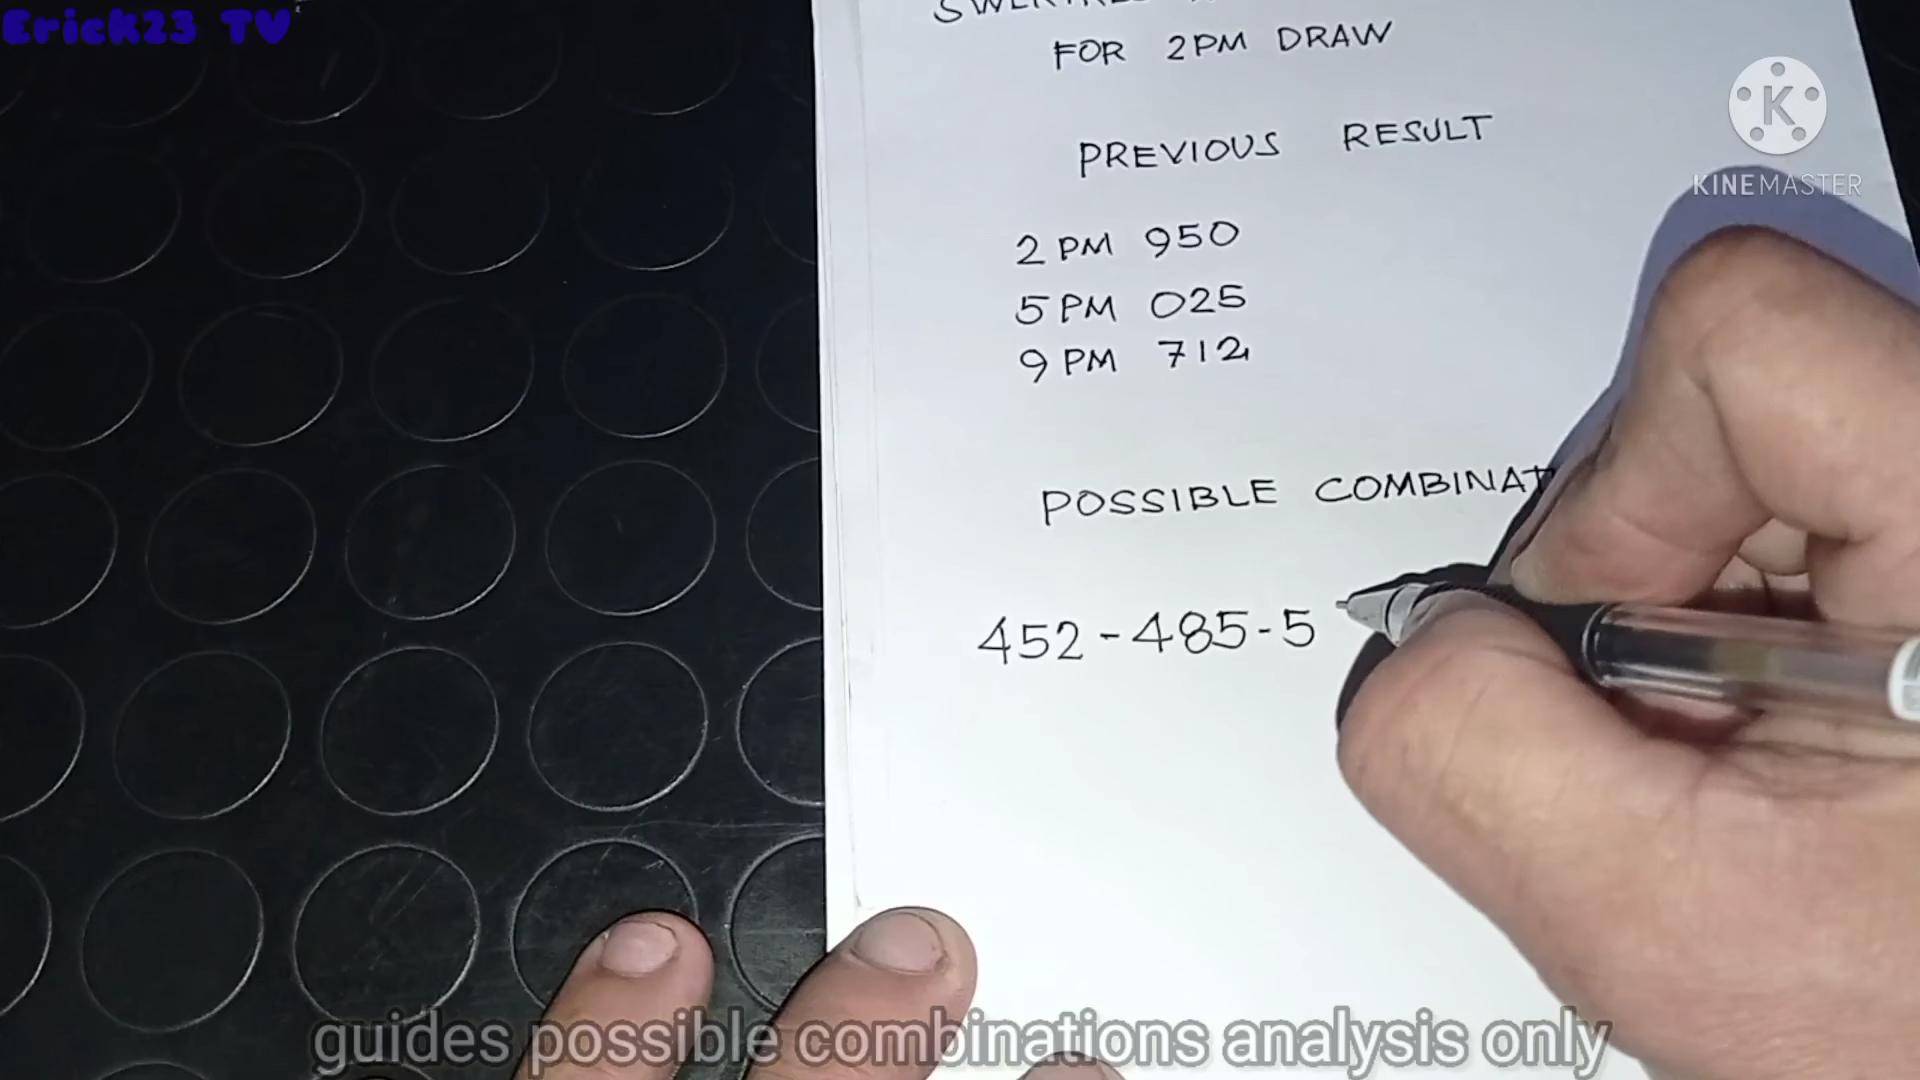 Erick23 TV
FOR 2PM DRAW
KINEMASTER
PREVIOUS RESULT
2 PM 950
5 PM 025
9 PM 712
POSSIBLE COMBINAT
452-485-5
guides possible combinations analysis only